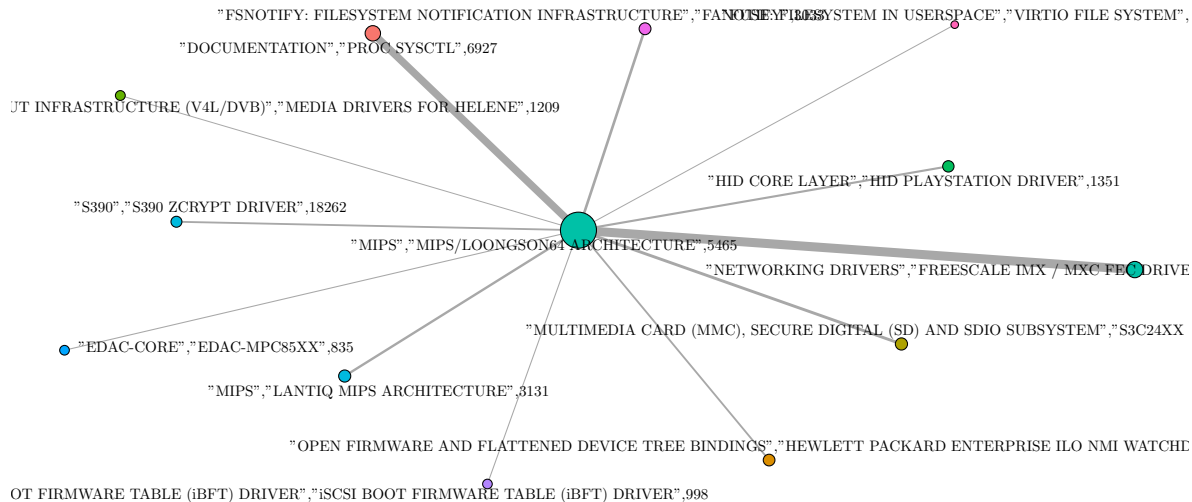 "FSNOTIFY: FILESYSTEM NOTIFICATION INFRASTRUCTURE","FANOTIFY",3038
"FUSE: FILESYSTEM IN USERSPACE","VIRTIO FILE SYSTEM",
"DOCUMENTATION","PROC SYSCTL",6927
UT INFRASTRUCTURE (V4L/DVB)","MEDIA DRIVERS FOR HELENE",1209
"HID CORE LAYER","HID PLAYSTATION DRIVER",1351
"S390","S390 ZCRYPT DRIVER",18262
"MIPS","MIPS/LOONGSON64 ARCHITECTURE",5465
"NETWORKING DRIVERS","FREESCALE IMX / MXC FEC DRIVE
"MULTIMEDIA CARD (MMC), SECURE DIGITAL (SD) AND SDIO SUBSYSTEM","S3C24XX
"EDAC-CORE","EDAC-MPC85XX",835
"MIPS","LANTIQ MIPS ARCHITECTURE",3131
"OPEN FIRMWARE AND FLATTENED DEVICE TREE BINDINGS","HEWLETT PACKARD ENTERPRISE ILO NMI WATCHD
OT FIRMWARE TABLE (iBFT) DRIVER","iSCSI BOOT FIRMWARE TABLE (iBFT) DRIVER",998